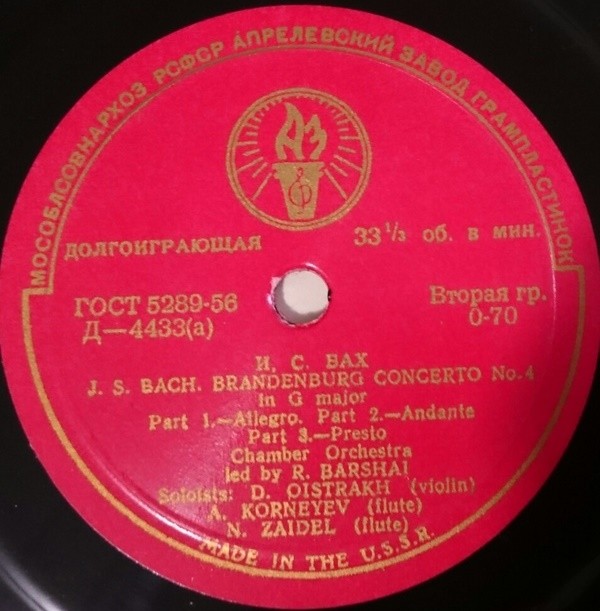 МОСОБЛСОВНАРХОЗ РСФСР АПРЕЛЕВСКИЙ ЗАВОД ГРАМПЛАСТИНОК
АЗ
ДОЛГОИГРАЮЩАЯ
33⅓ об. в мин.
ГОСТ 5289-56
Д—4433(а)
Вторая гр.
0-70
И. С. БАХ
J. S. BACH. BRANDENBURG CONCERTO No. 4
in G major
Part 1.—Allegro. Part 2.—Andante
Part 3.—Presto
Chamber Orchestra
led by R. BARSHAI
Soloists: D. OISTRAKH (violin)
A. KORNEYEV (flute)
N. ZAIDEL (flute)
MADE IN THE U.S.S.R.